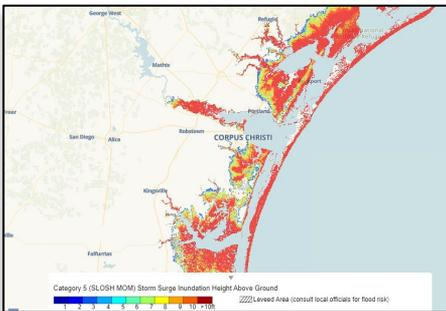 George West
Refugio
Mathis
Portland
San Diego
Alice
Robstown
CORPUS CHRISTI
Kingsville
Falfurrias
Category 5 (SLOSH MOM) Storm Surge Inundation Height Above Ground
Leveed Area (consult local officials for flood risk)
1 2 3 4 5 6 7 8 9 10 >10ft